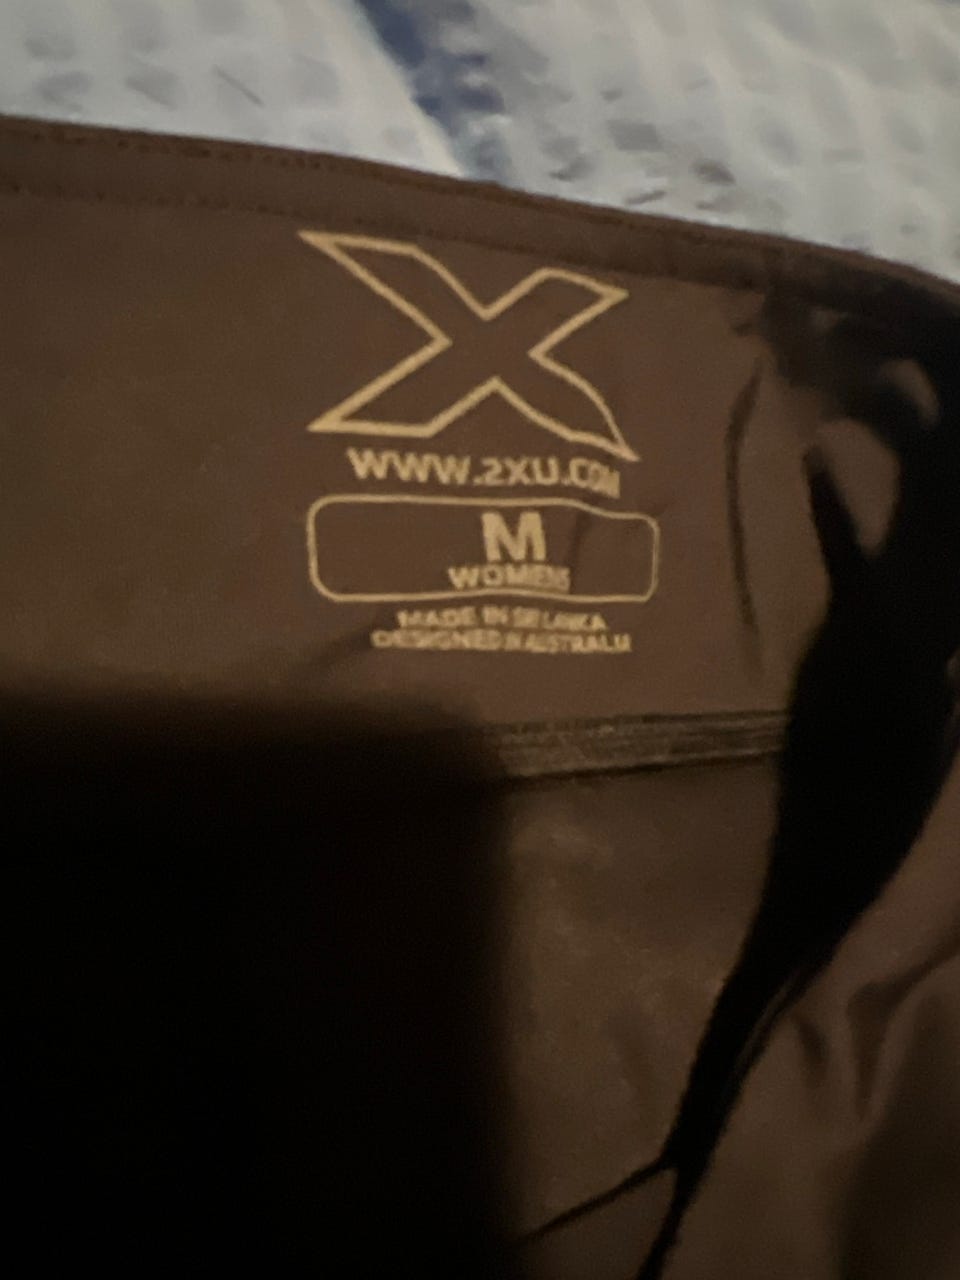 X
WWW.2XU.COM
M
WOMENS
MADE IN SRI LANKA
DESIGNED IN AUSTRALIA